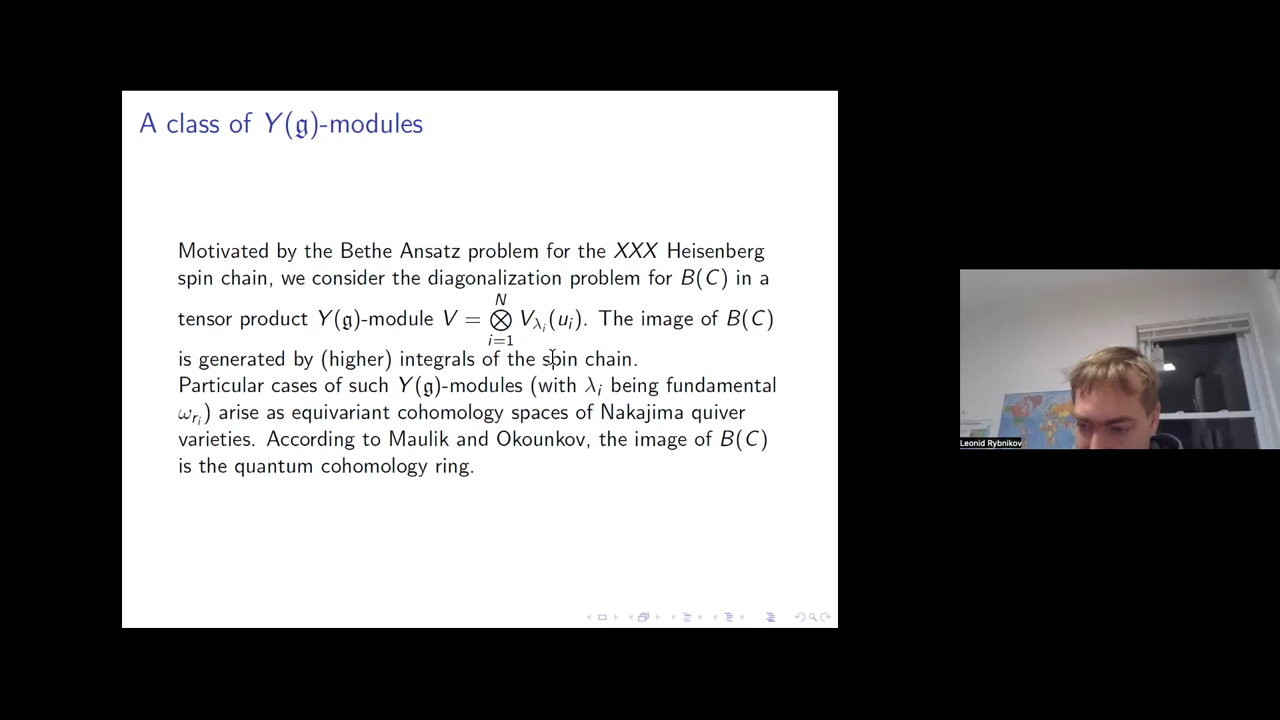 A class of Y(𝔤)-modules
Motivated by the Bethe Ansatz problem for the XXX Heisenberg
spin chain, we consider the diagonalization problem for B(C) in a
tensor product Y(𝔤)-module V = ⨂_{i=1}^{N} V_{λ_i}(u_i). The image of B(C)
is generated by (higher) integrals of the spin chain.
Particular cases of such Y(𝔤)-modules (with λ_i being fundamental
ω_{r_i}) arise as equivariant cohomology spaces of Nakajima quiver
varieties. According to Maulik and Okounkov, the image of B(C)
is the quantum cohomology ring.
Leonid Rybnikov